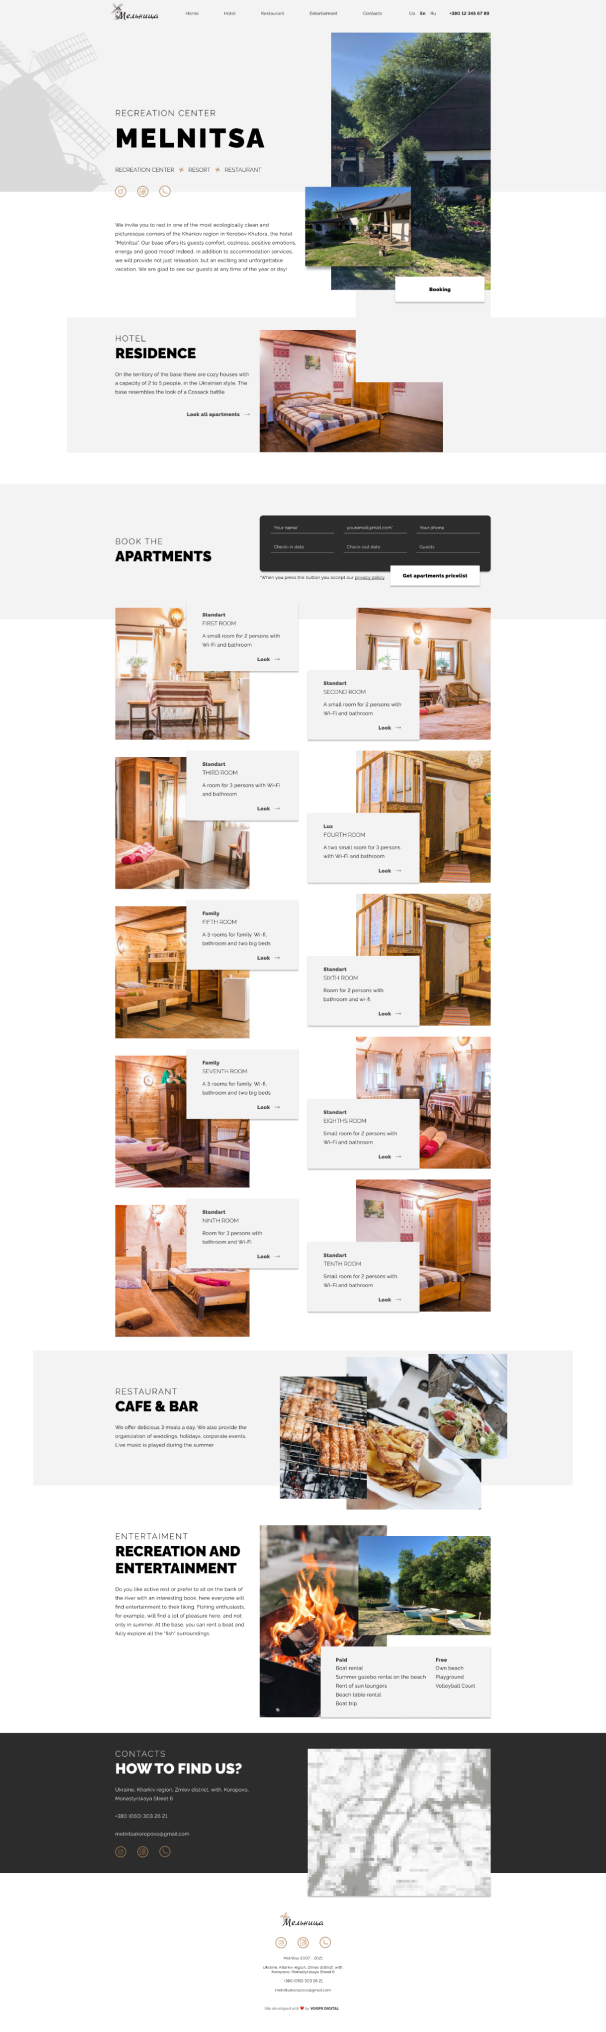 Мельница
Home Hotel Restaurant Entertaiment Contacts Ua En Ru +380 12 345 67 89
RECREATION CENTER
MELNITSA
RECREATION CENTER RESORT RESTAURANT
We invite you to rest in one of the most ecologically clean and
picturesque corners of the Kharkov region in Korobov Khutora, the hotel
"Melnitsa". Our base offers its guests comfort, coziness, positive emotions,
energy and good mood! Indeed, in addition to accommodation services,
we will provide not just relaxation, but an exciting and unforgettable
vacation. We are glad to see our guests at any time of the year or day!
Booking
HOTEL
RESIDENCE
On the territory of the base there are cozy houses with
a capacity of 2 to 5 people, in the Ukrainian style. The
base resembles the look of a Cossack battle.
Look all apartments →
BOOK THE
APARTMENTS
Your name*
youremail@gmail.com*
Your phone
Check-in date
Check-out date
Guests
*When you press the button you accept our privacy policy
Get apartments pricelist
Standart
FIRST ROOM
A small room for 2 persons with
Wi-Fi and bathroom
Look →
Standart
SECOND ROOM
A small room for 2 persons with
Wi-Fi and bathroom
Look →
Standart
THIRD ROOM
A room for 3 persons with Wi-Fi
and bathroom
Look →
Lux
FOURTH ROOM
A two small room for 3 persons
with Wi-Fi and bathroom
Look →
Family
FIFTH ROOM
A 3 rooms for family. Wi-fi,
bathroom and two big beds
Look →
Standart
SIXTH ROOM
Room for 2 persons with
bathroom and wi-fi
Look →
Family
SEVENTH ROOM
A 3 rooms for family. Wi-fi,
bathroom and two big beds
Look →
Standart
EIGHTHS ROOM
Small room for 2 persons with
Wi-Fi and bathroom
Look →
Standart
NINTH ROOM
Room for 3 persons with
bathroom and Wi-Fi
Look →
Standart
TENTH ROOM
Small room for 2 persons with
Wi-Fi and bathroom
Look →
RESTAURANT
CAFE & BAR
We offer delicious 3 meals a day. We also provide the
organization of weddings, holidays, corporate events.
Live music is played during the summer
ENTERTAIMENT
RECREATION AND
ENTERTAINMENT
Do you like active rest or prefer to sit on the bank of
the river with an interesting book, here everyone will
find entertainment to their liking. Fishing enthusiasts,
for example, will find a lot of pleasure here, and not
only in summer. At the base, you can rent a boat and
fully explore all the "fish" surroundings
Paid
Boat rental
Summer gazebo rental on the beach
Rent of sun loungers
Beach table rental
Boat trip
Free
Own beach
Playground
Volleyball Court
CONTACTS
HOW TO FIND US?
Ukraine, Kharkiv region, Zmiev district, with. Koropovo,
Monastyrskaya Street 6
+380 (050) 303 26 21
melnitsakoropovo@gmail.com
Мельница
Melnitsa 2007 - 2021
Ukraine, Kharkiv region, Zmiev district, with.
Koropovo, Monastyrskaya Street 6
+380 (050) 303 26 21
melnitsakoropovo@gmail.com
Site developed with ❤ by VOOPS DIGITAL